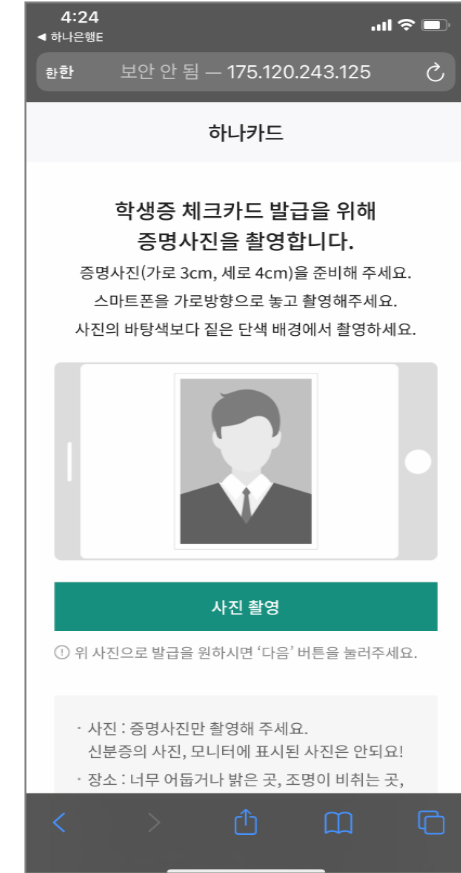 4:24
◀ 하나은행E
한한 보안 안 됨 — 175.120.243.125
하나카드
학생증 체크카드 발급을 위해
증명사진을 촬영합니다.
증명사진(가로 3cm, 세로 4cm)을 준비해 주세요.
스마트폰을 가로방향으로 놓고 촬영해주세요.
사진의 바탕색보다 짙은 단색 배경에서 촬영하세요.
사진 촬영
! 위 사진으로 발급을 원하시면 ‘다음’ 버튼을 눌러주세요.
· 사진 : 증명사진만 촬영해 주세요.
신분증의 사진, 모니터에 표시된 사진은 안되요!
· 장소 : 너무 어둡거나 밝은 곳, 조명이 비취는 곳,